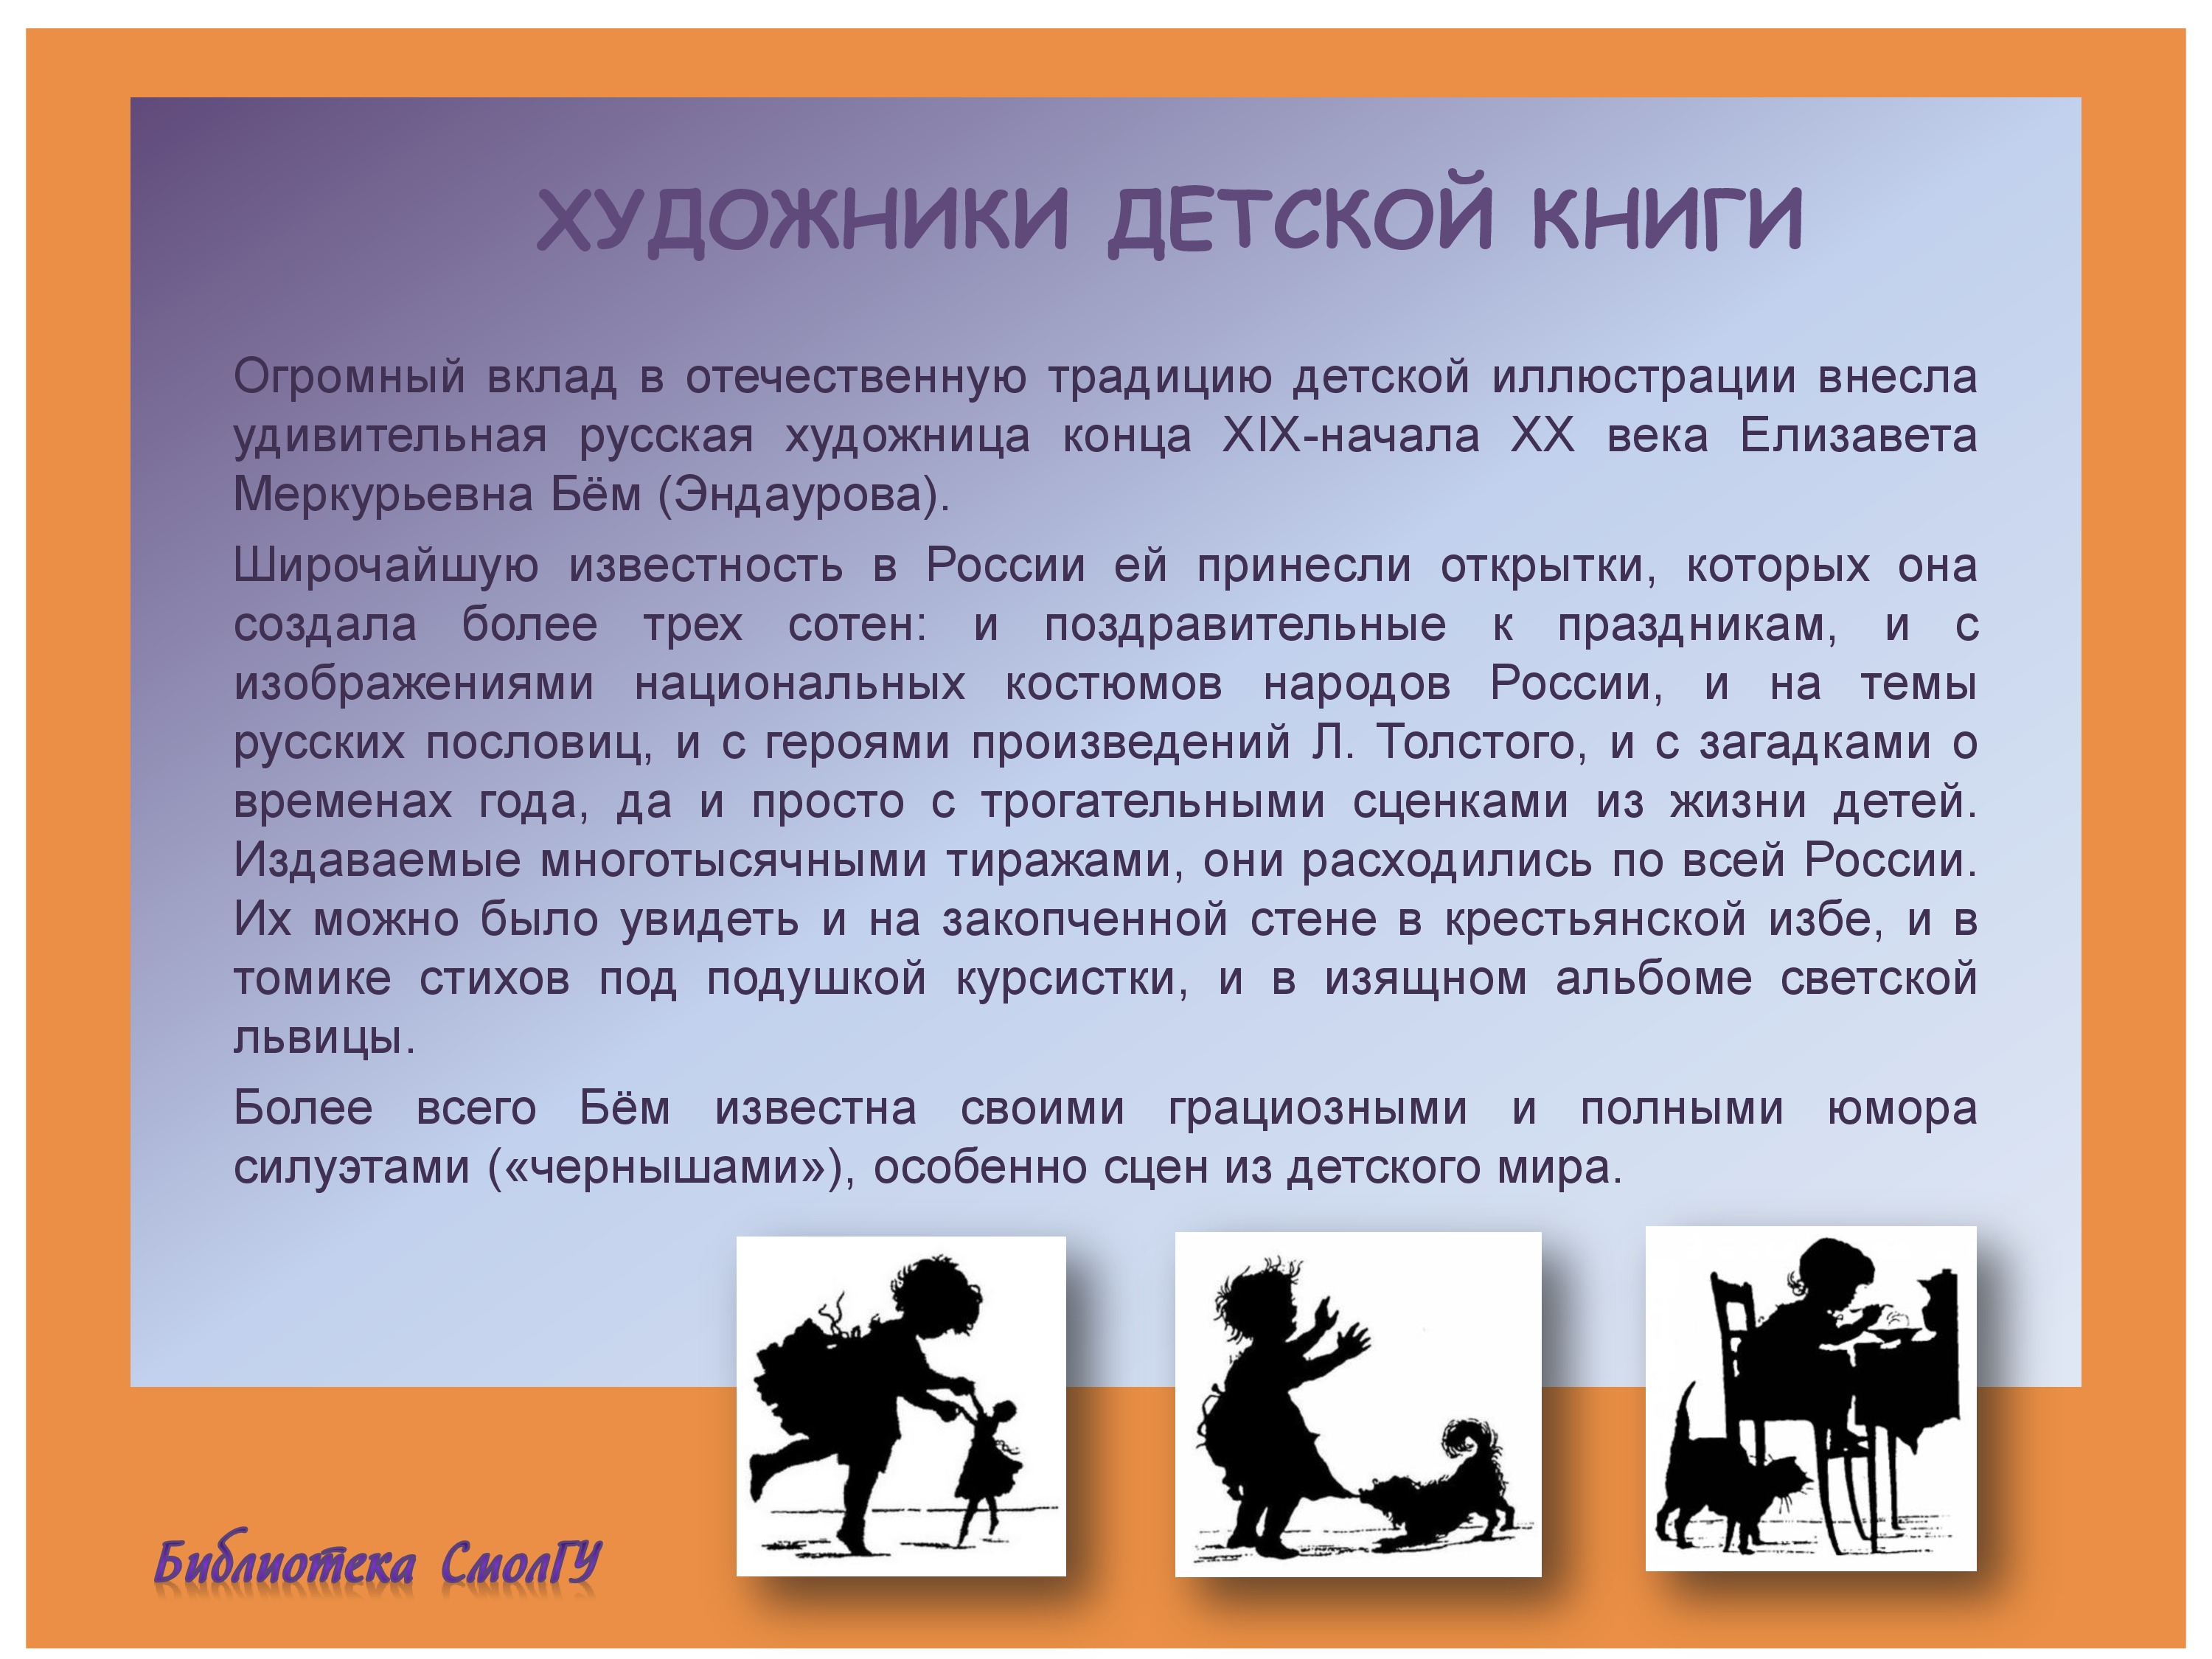 ХУДОЖНИКИ ДЕТСКОЙ КНИГИ
Огромный вклад в отечественную традицию детской иллюстрации внесла
удивительная русская художница конца XIX-начала XX века Елизавета
Меркурьевна Бём (Эндаурова).
Широчайшую известность в России ей принесли открытки, которых она
создала более трех сотен: и поздравительные к праздникам, и с
изображениями национальных костюмов народов России, и на темы
русских пословиц, и с героями произведений Л. Толстого, и с загадками о
временах года, да и просто с трогательными сценками из жизни детей.
Издаваемые многотысячными тиражами, они расходились по всей России.
Их можно было увидеть и на закопченной стене в крестьянской избе, и в
томике стихов под подушкой курсистки, и в изящном альбоме светской
львицы.
Более всего Бём известна своими грациозными и полными юмора
силуэтами («чернышами»), особенно сцен из детского мира.
Библиотека СмолГУ